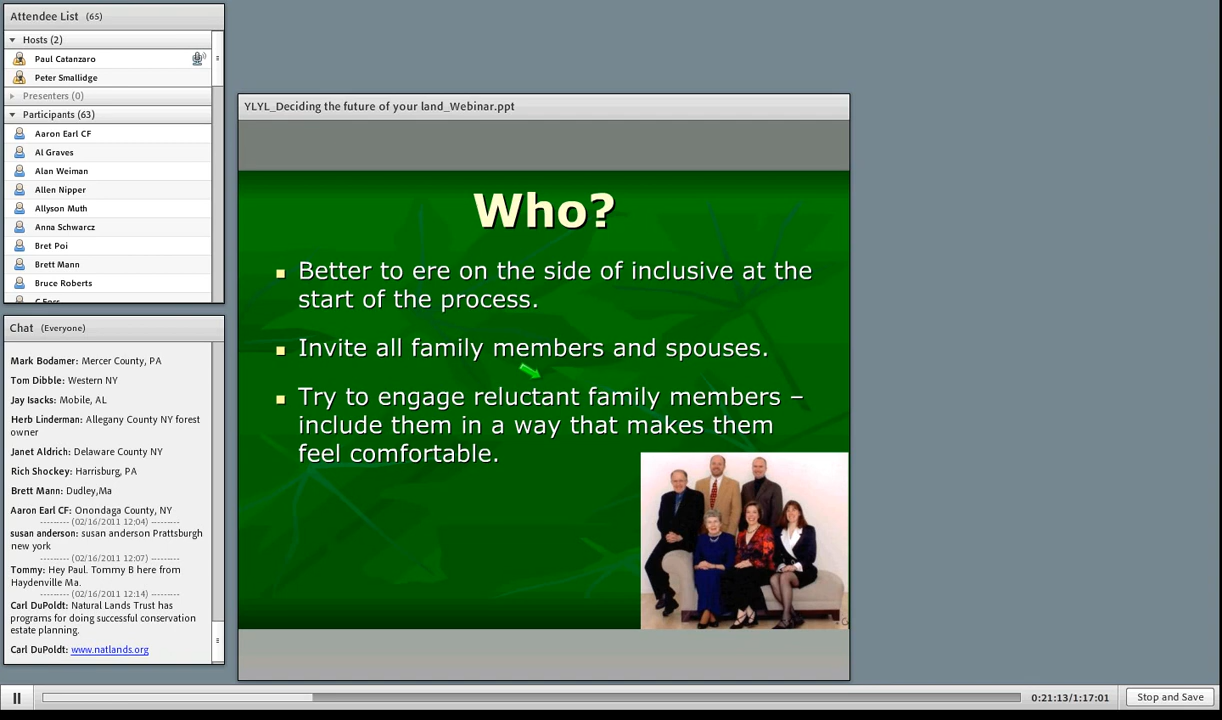 Attendee List (65)
Hosts (2)
Paul Catanzaro
Peter Smallidge
Presenters (0)
Participants (63)
Aaron Earl CF
Al Graves
Alan Weiman
Allen Nipper
Allyson Muth
Anna Schwarcz
Bret Poi
Brett Mann
Bruce Roberts
Chat (Everyone)
Mark Bodamer: Mercer County, PA
Tom Dibble: Western NY
Jay Isacks: Mobile, AL
Herb Linderman: Allegany County NY forest
owner
Janet Aldrich: Delaware County NY
Rich Shockey: Harrisburg, PA
Brett Mann: Dudley,Ma
Aaron Earl CF: Onondaga County, NY
--------- (02/16/2011 12:04) ---------
susan anderson: susan anderson Prattsburgh
new york
--------- (02/16/2011 12:07) ---------
Tommy: Hey Paul. Tommy B here from
Haydenville Ma.
--------- (02/16/2011 12:14) ---------
Carl DuPoldt: Natural Lands Trust has
programs for doing successful conservation
estate planning.
Carl DuPoldt: www.natlands.org
YLYL_Deciding the future of your land_Webinar.ppt
Who?
Better to ere on the side of inclusive at the
start of the process.
Invite all family members and spouses.
Try to engage reluctant family members –
include them in a way that makes them
feel comfortable.
0:21:13/1:17:01
Stop and Save